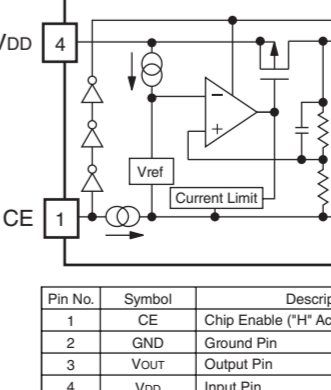 VDD 4
−
+
Vref
Current Limit
CE 1
Pin No. Symbol
1 CE Chip Enable ("H"
2 GND Ground Pin
3 VOUT Output Pin
4 VDD Input Pin